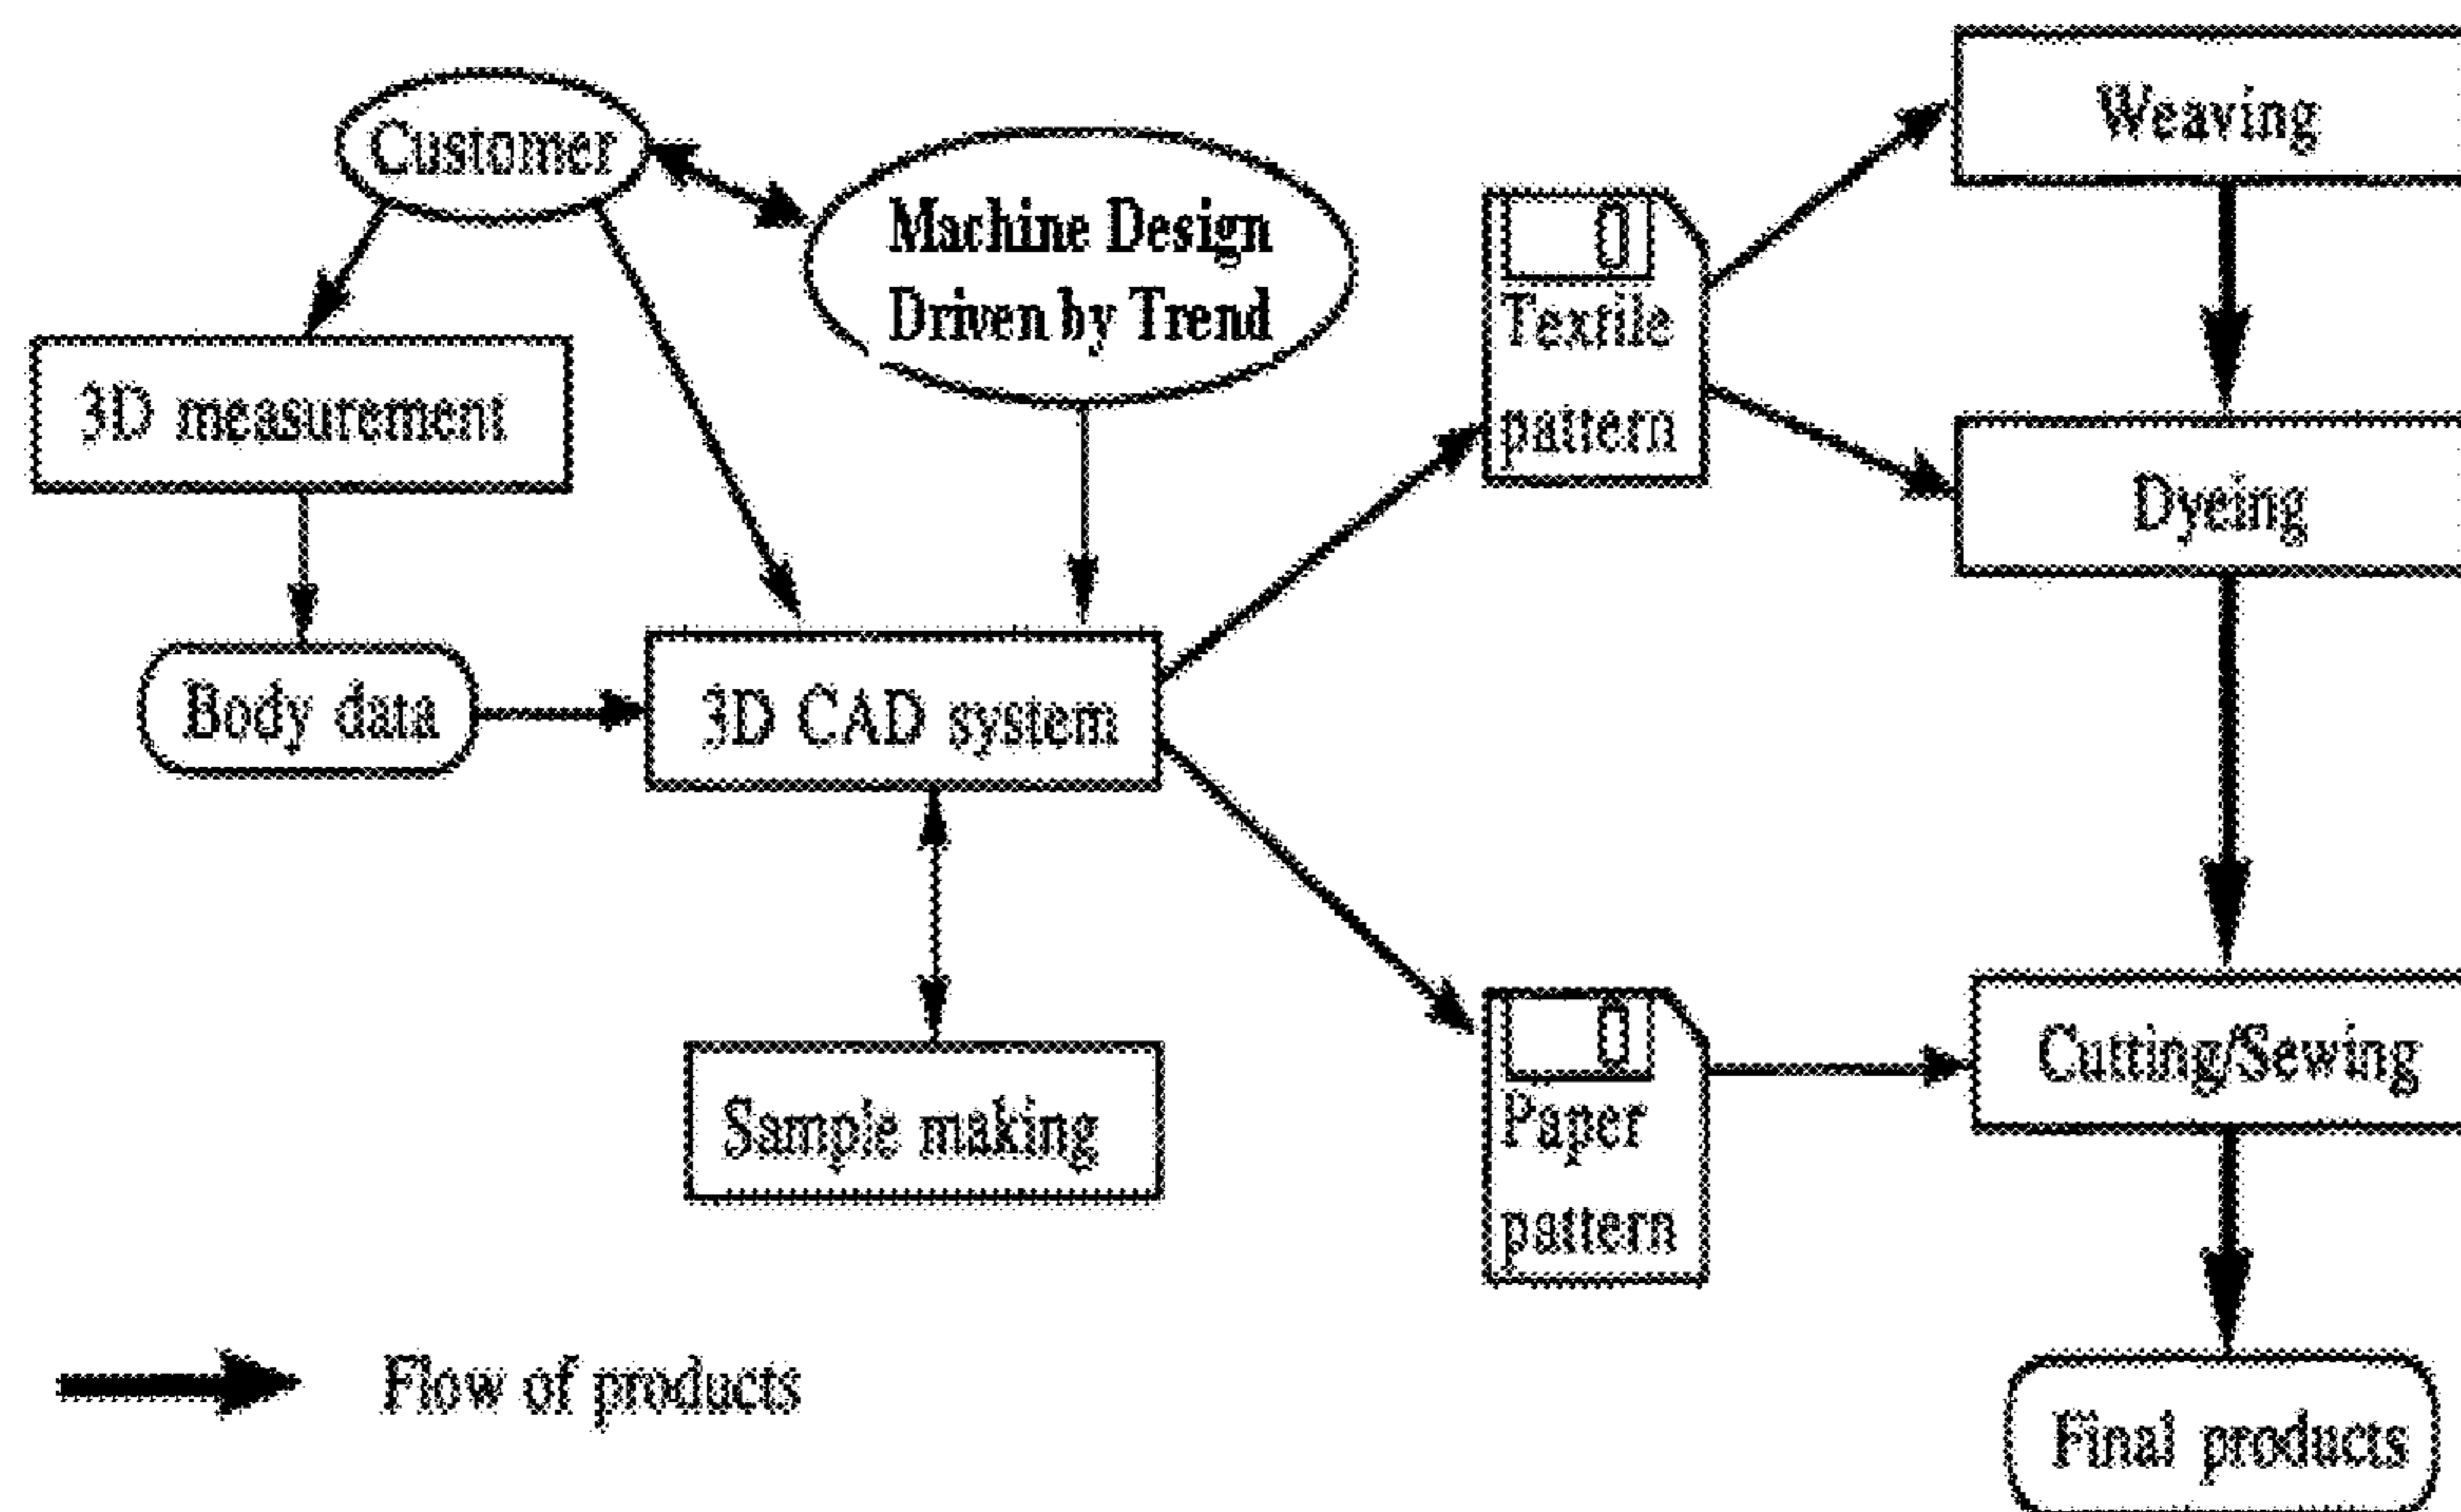 Customer
Machine Design
Driven by Trend
3D measurement
Body data
3D CAD system
Sample making
Textile
pattern
Paper
pattern
Weaving
Dyeing
Cutting/Sewing
Final products
Flow of products